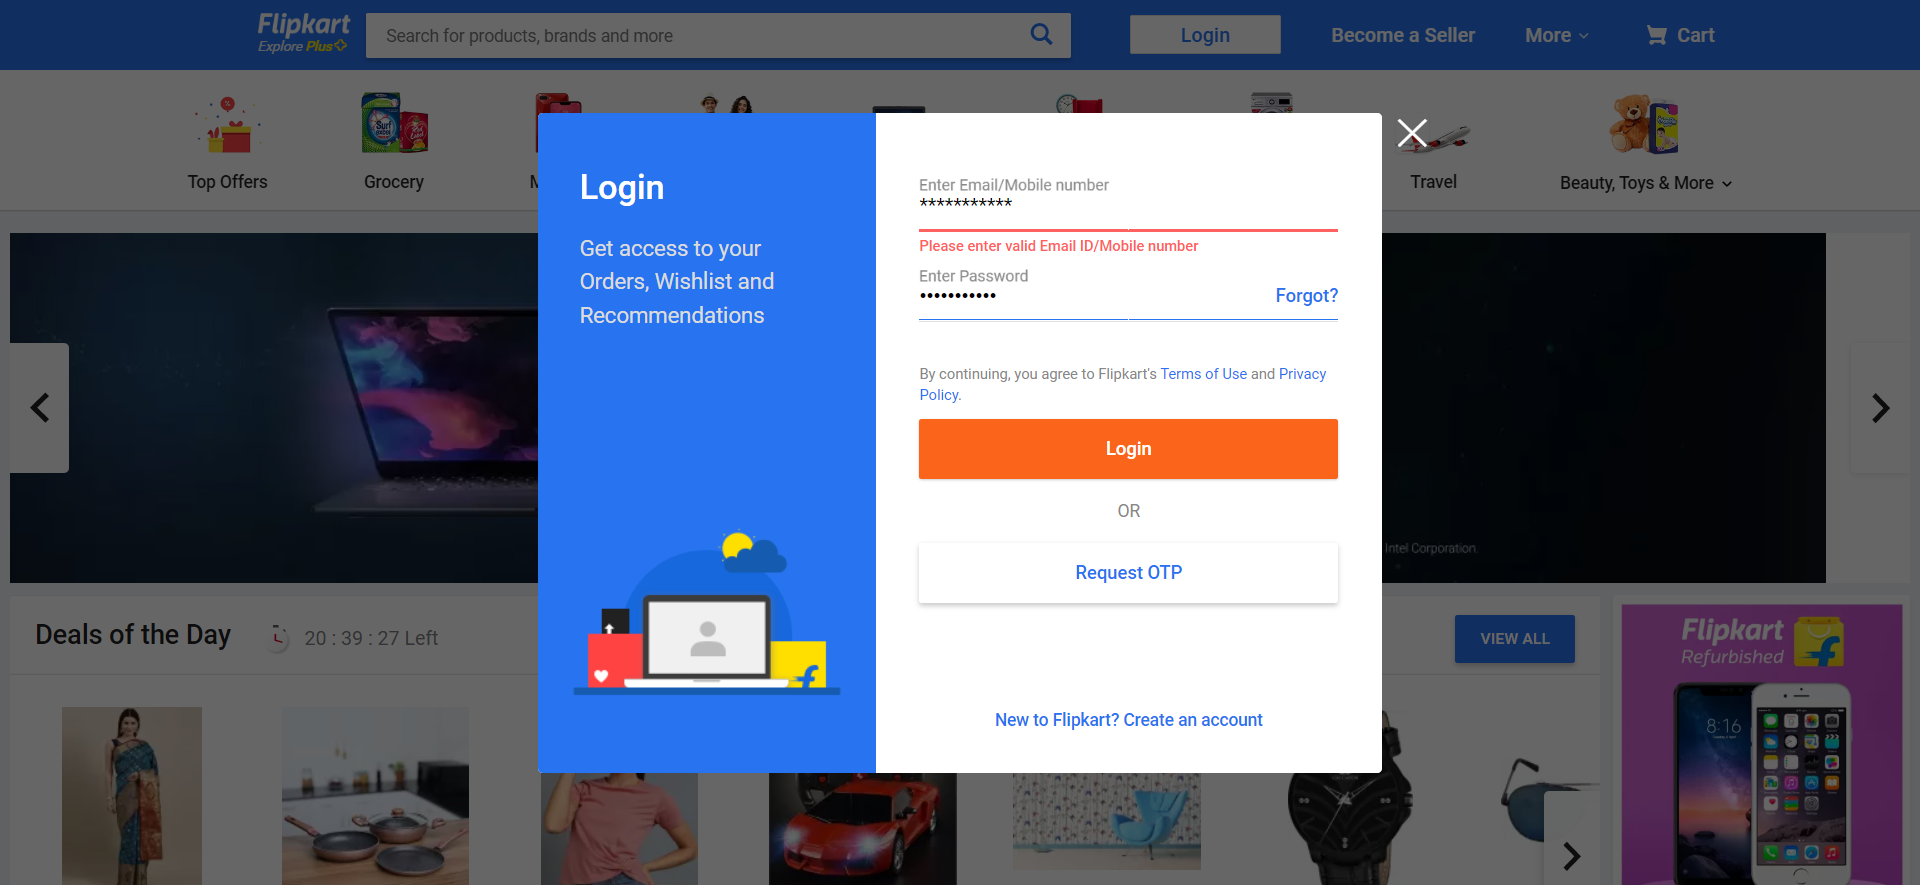 Flipkart
Explore Plus
Search for products, brands and more
Login
Become a Seller
More
Cart
Top Offers
Grocery
M
Travel
Beauty, Toys & More
Login
Get access to your
Orders, Wishlist and
Recommendations
Enter Email/Mobile number
***********
Please enter valid Email ID/Mobile number
Enter Password
•••••••••••
Forgot?
By continuing, you agree to Flipkart's Terms of Use and Privacy
Policy.
Login
OR
Request OTP
New to Flipkart? Create an account
Intel Corporation.
Deals of the Day
20 : 39 : 27 Left
VIEW ALL
Flipkart
Refurbished
8:16